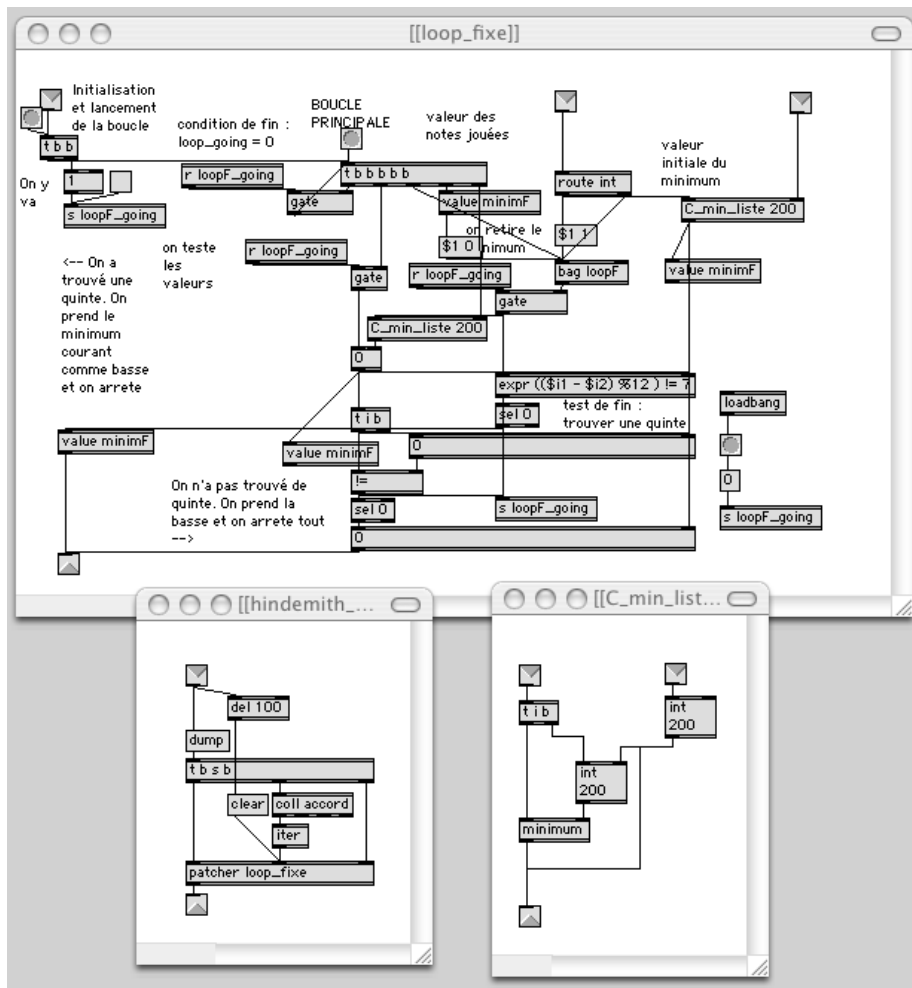 [[loop_fixe]]
Initialisation
et lancement
de la boucle
t b b
condition de fin :
loop_going = 0
BOUCLE
PRINCIPALE
valeur des
notes jouées
valeur
initiale du
minimum
On y
va
1
s loopF_going
r loopF_going
gate
t b b b b b
value minimF
route int
C_min_liste 200
on retire le
nimum
$1 0
$1 1
on teste
les
valeurs
r loopF_going
gate
r loopF_going
gate
bag loopF
value minimF
<-- On a
trouvé une
quinte. On
prend le
minimum
courant
comme basse
et on arrete
C_min_liste 200
0
expr (($i1 - $i2) %12 ) != 7
sel 0
test de fin :
trouver une quinte
loadbang
t i b
value minimF
value minimF
0
0
!=
On n'a pas trouvé de
quinte. On prend la
basse et on arrete tout
-->
sel 0
s loopF_going
s loopF_going
0
[[hindemith_...
del 100
dump
t b s b
clear
coll accord
iter
patcher loop_fixe
[[C_min_list...
t i b
int
200
int
200
minimum